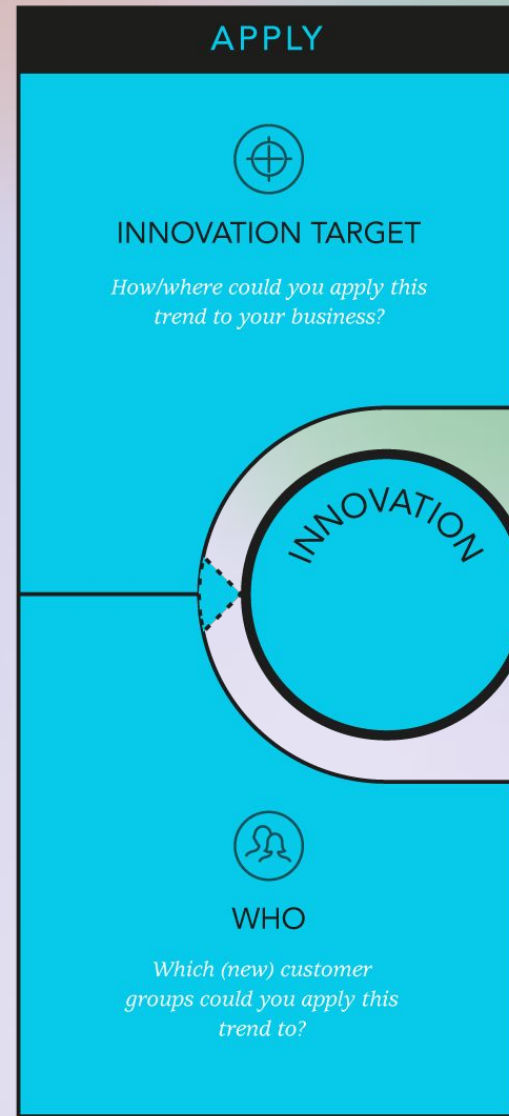 APPLY
INNOVATION TARGET
How/where could you apply this
trend to your business?
INNOVATION
WHO
Which (new) customer
groups could you apply this
trend to?